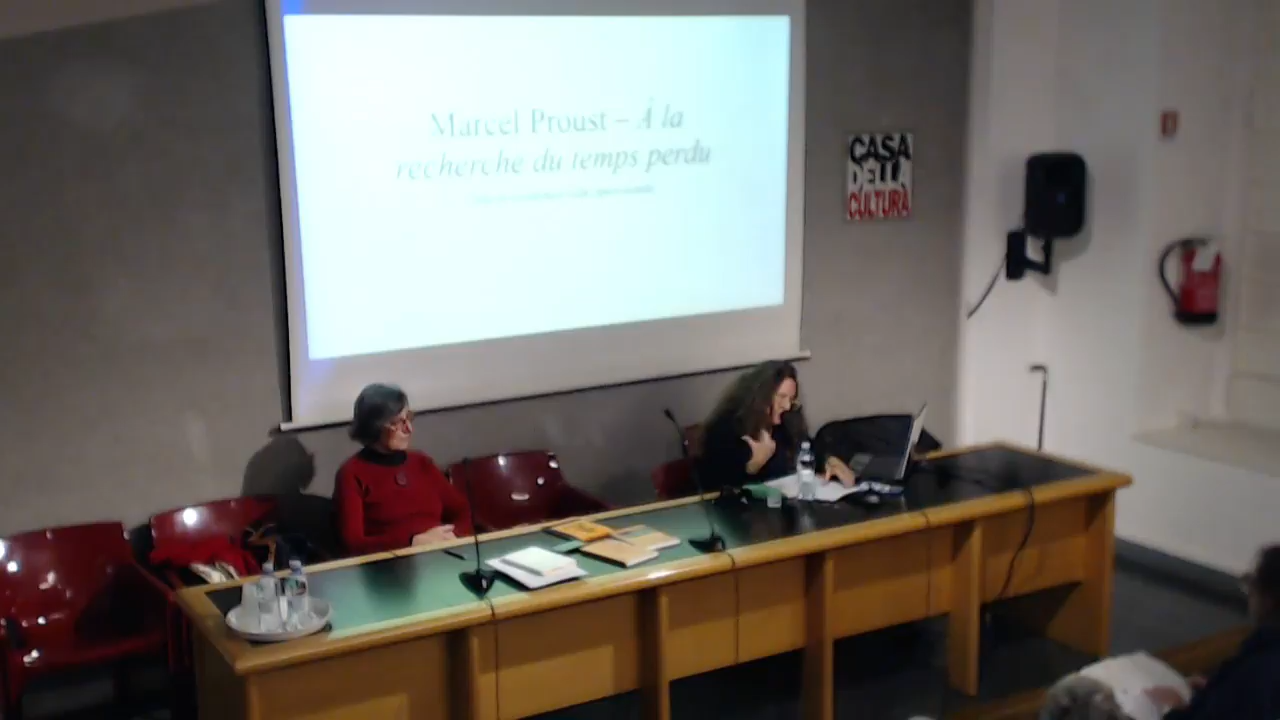 Marcel Proust – À la
recherche du temps perdu
CASA
DELLA
CULTURA